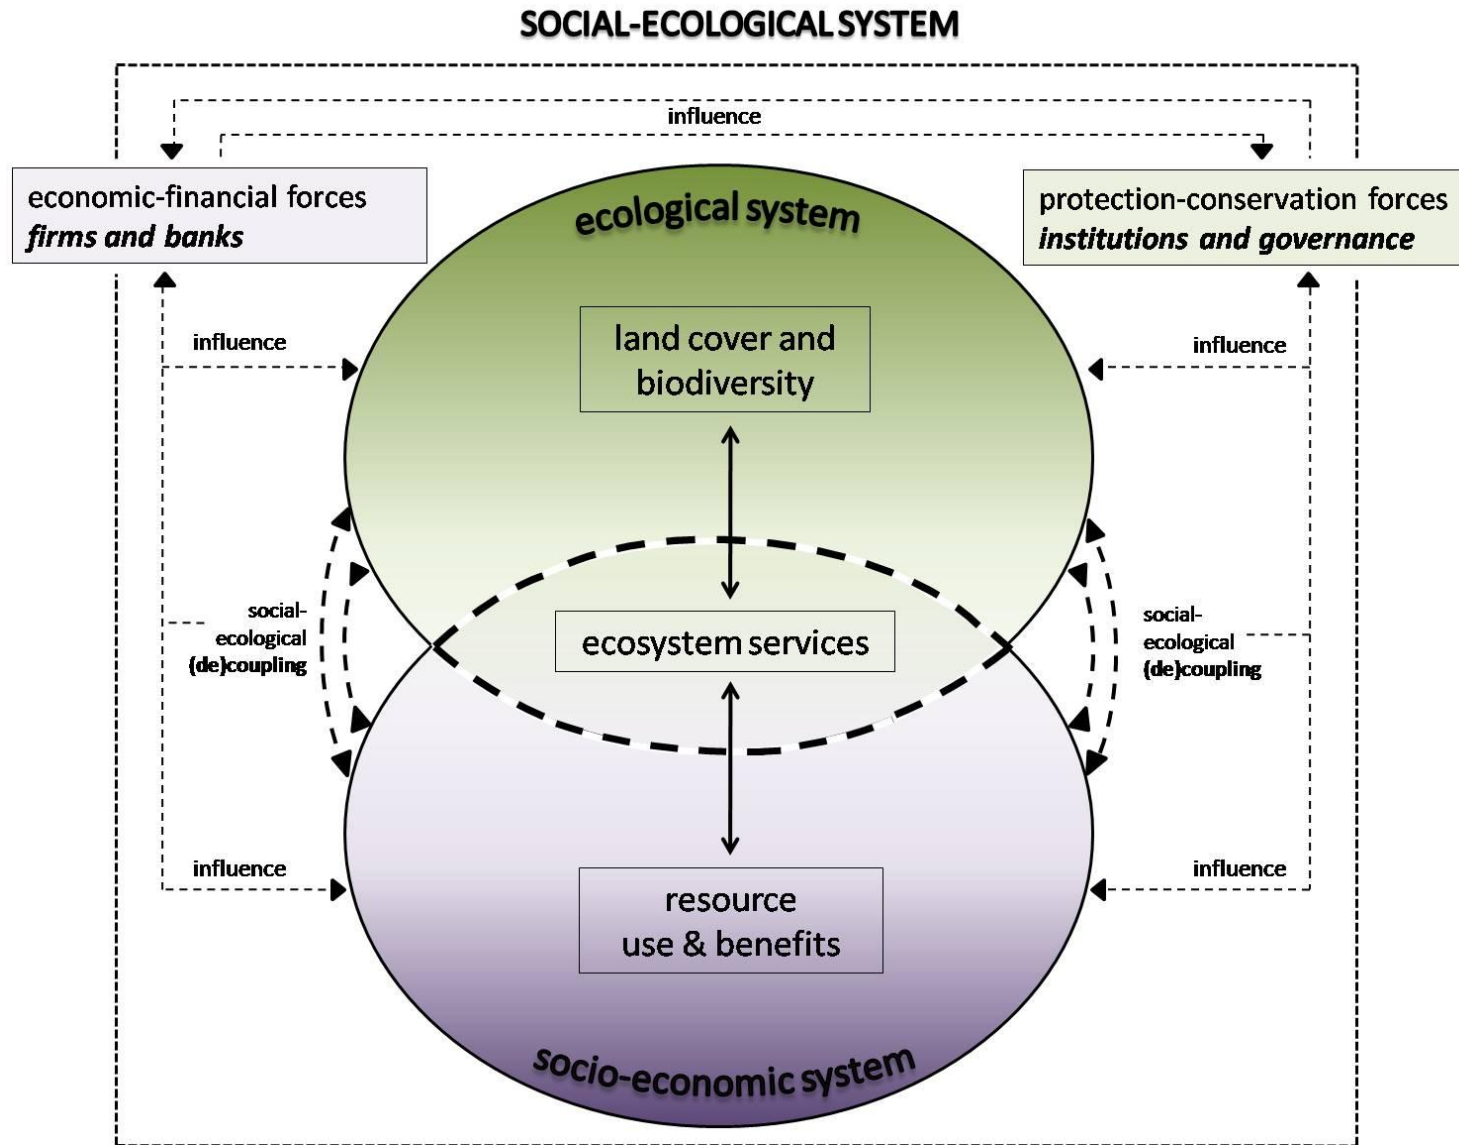 SOCIAL-ECOLOGICAL SYSTEM
influence
economic-financial forces
firms and banks
protection-conservation forces
institutions and governance
ecological system
influence
land cover and
biodiversity
influence
social-
ecological
(de)coupling
ecosystem services
social-
ecological
(de)coupling
influence
resource
use & benefits
influence
socio-economic system